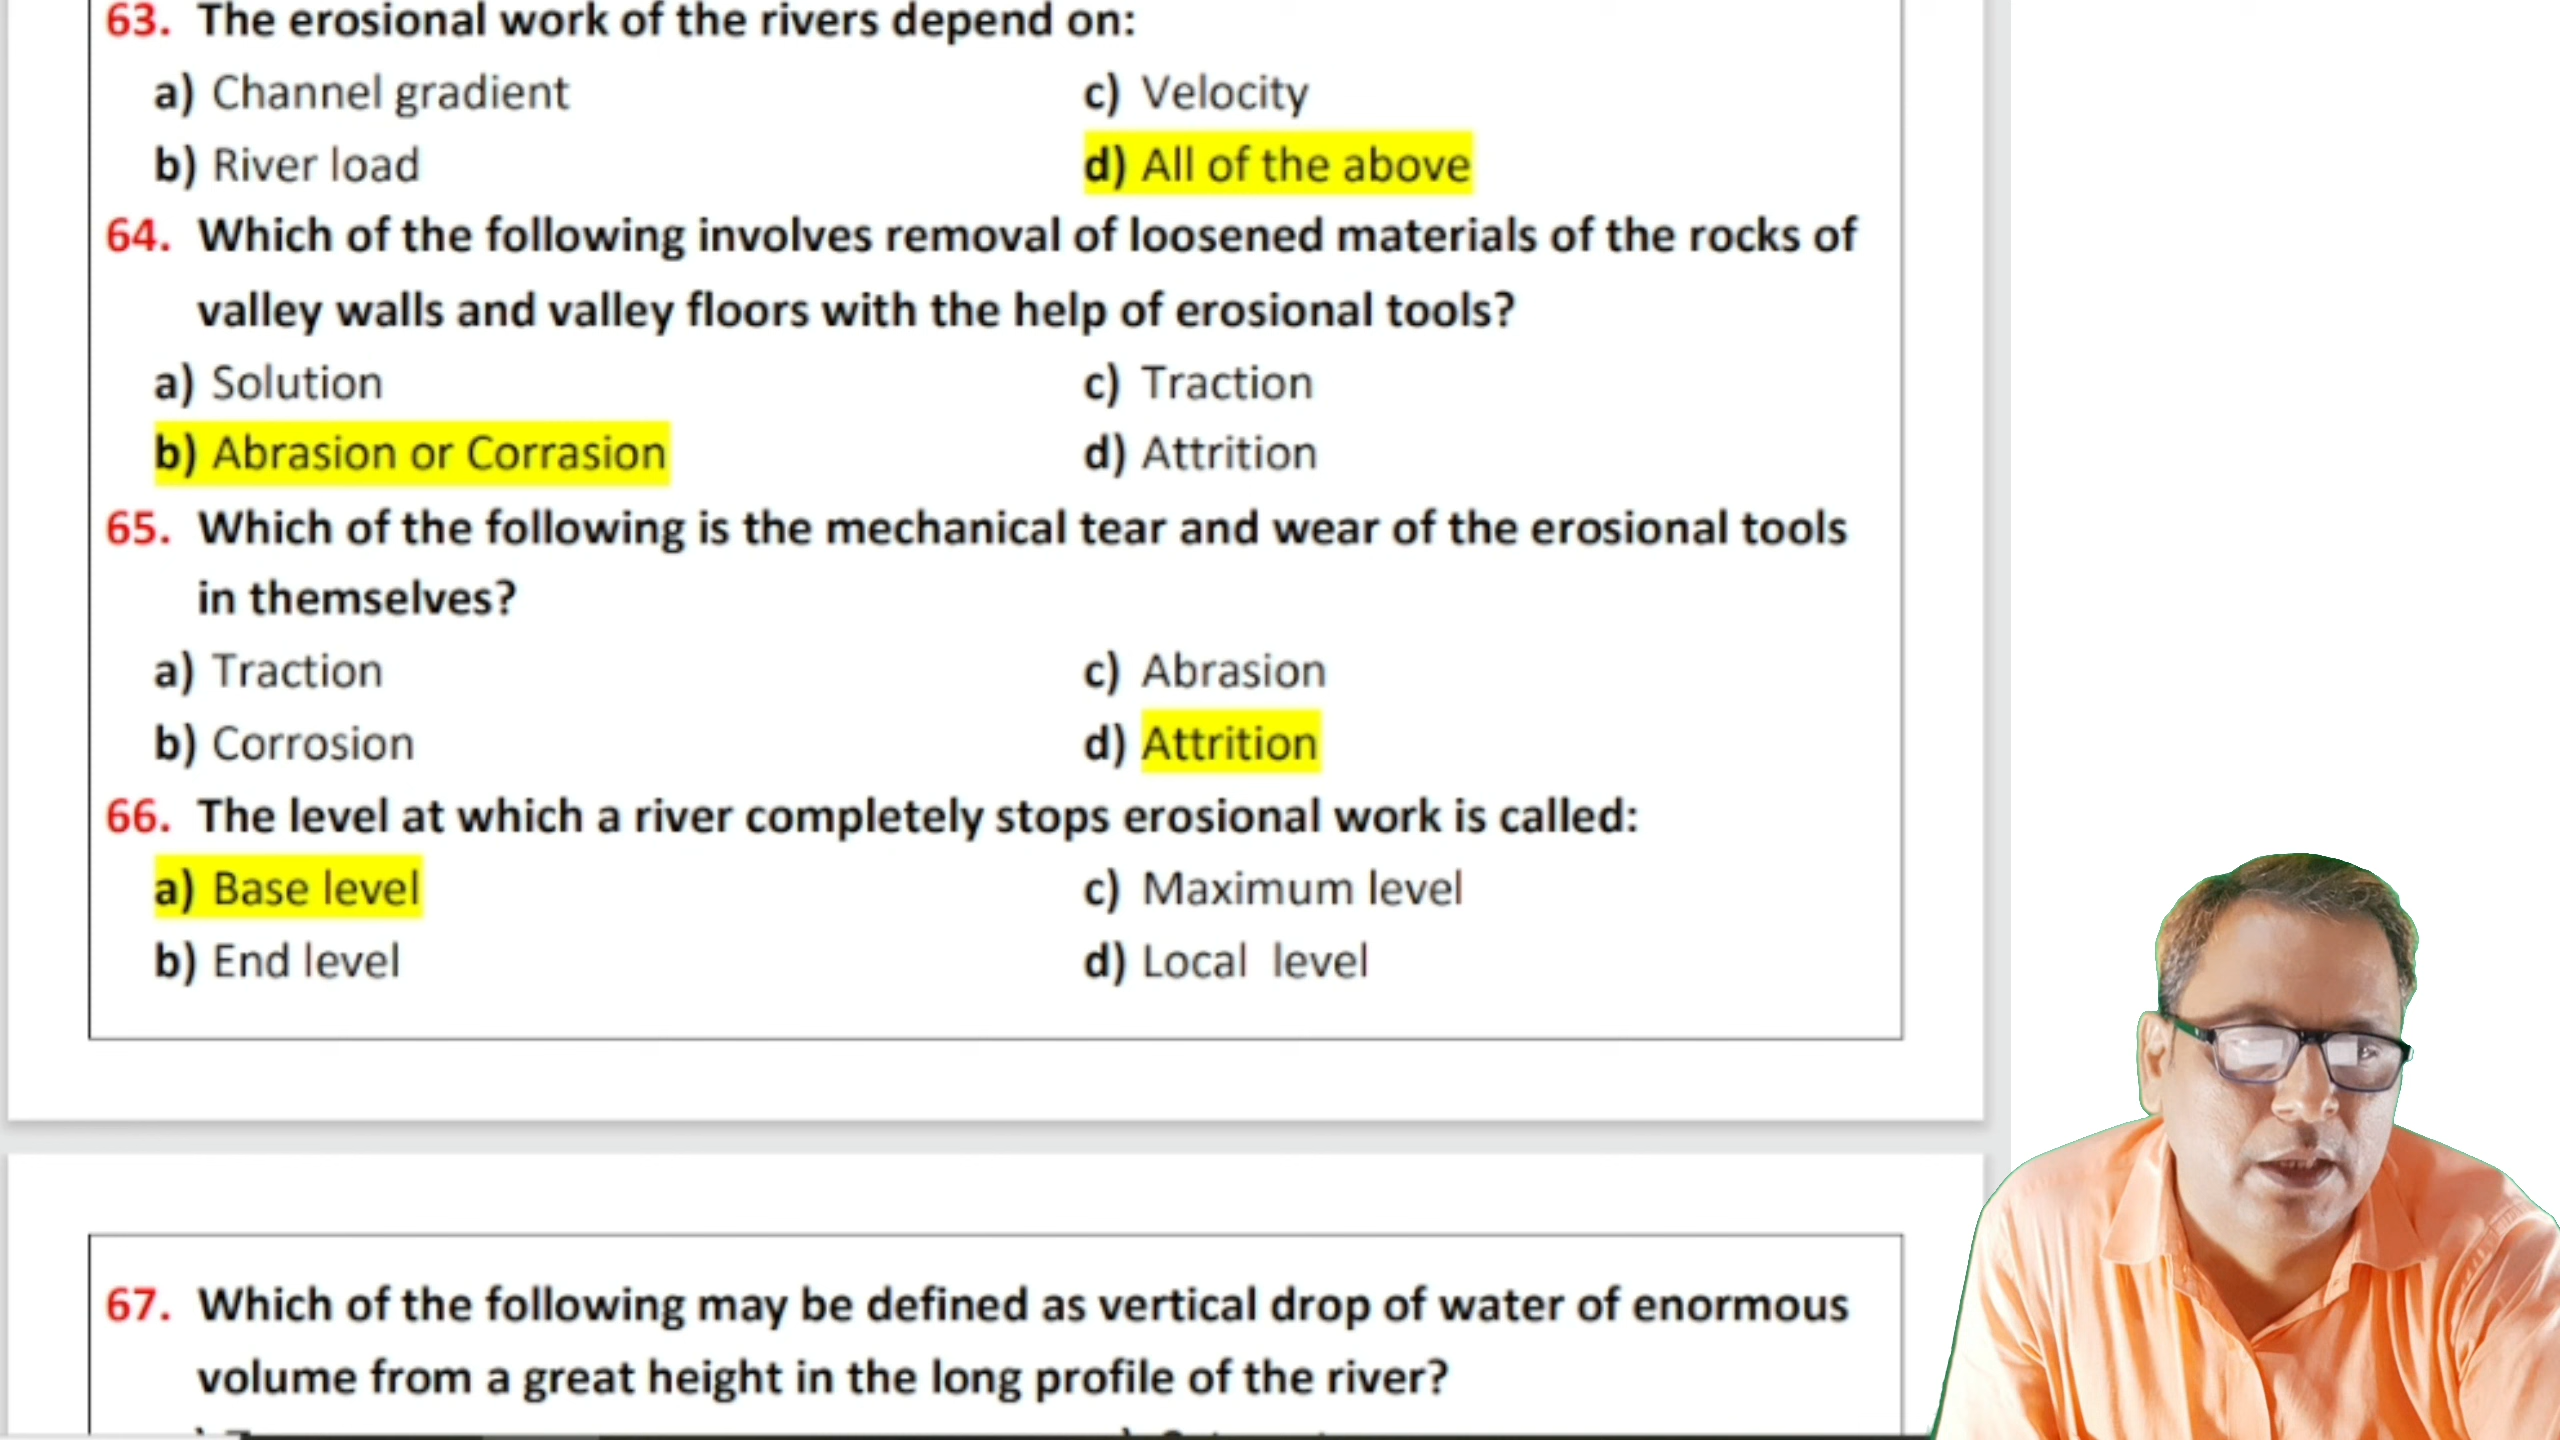 63. The erosional work of the rivers depend on:
a) Channel gradient
c) Velocity
b) River load
d) All of the above
64. Which of the following involves removal of loosened materials of the rocks of
valley walls and valley floors with the help of erosional tools?
a) Solution
c) Traction
b) Abrasion or Corrasion
d) Attrition
65. Which of the following is the mechanical tear and wear of the erosional tools
in themselves?
a) Traction
c) Abrasion
b) Corrosion
d) Attrition
66. The level at which a river completely stops erosional work is called:
a) Base level
c) Maximum level
b) End level
d) Local level
67. Which of the following may be defined as vertical drop of water of enormous
volume from a great height in the long profile of the river?